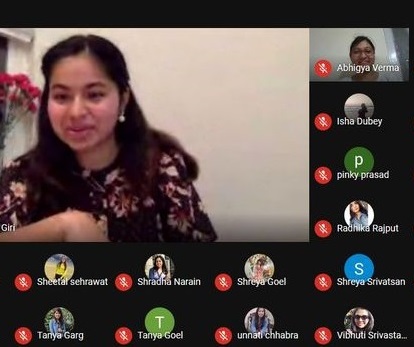 Abhigya Verma
Isha Dubey
p
pinky prasad
Radhika Rajput
Giri
Sheetal sehrawat
Shradha Narain
Shreya Goel
S
Shreya Srivatsan
Tanya Garg
T
Tanya Goel
unnati chhabra
Vibhuti Srivasta...